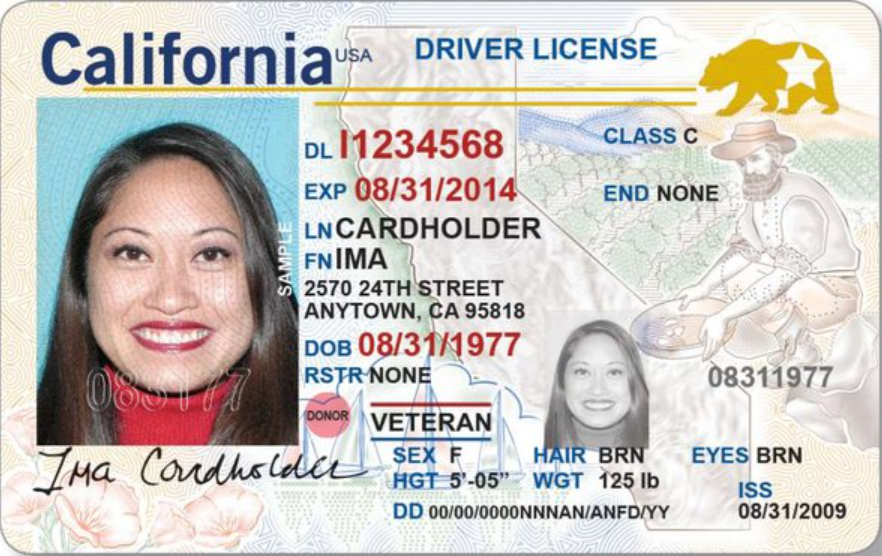 California USA DRIVER LICENSE
DL I1234568 CLASS C
EXP 08/31/2014 END NONE
LN CARDHOLDER
FN IMA
2570 24TH STREET
ANYTOWN, CA 95818
DOB 08/31/1977
RSTR NONE 08311977
SAMPLE
083177
DONOR
VETERAN
Ima Cardholder
SEX F HAIR BRN EYES BRN
HGT 5'-05" WGT 125 lb ISS
DD 00/00/0000NNNAN/ANFD/YY 08/31/2009